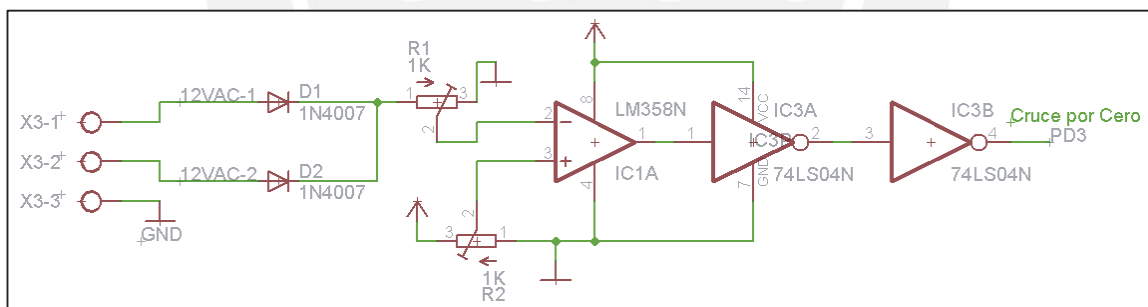 X3-1
X3-2
X3-3
12VAC-1
12VAC-2
GND
D1
1N4007
D2
1N4007
R1
1K
1
3
2
3
2
1
1K
R2
2
3
8
4
1
LM358N
IC1A
1
14
VCC
IC3P
7
GND
2
IC3A
74LS04N
3
4
IC3B
74LS04N
Cruce por Cero
PD3